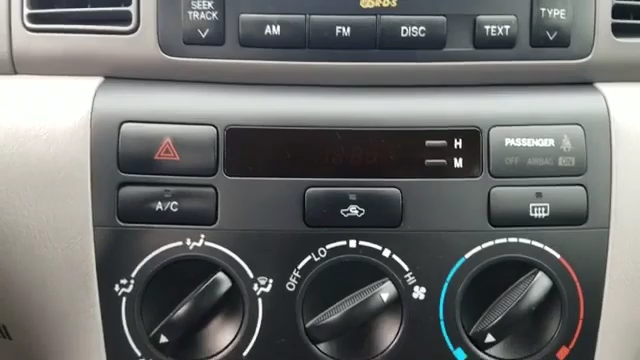 SEEK
TRACK
AM
FM
DISC
TEXT
TYPE
H
M
PASSENGER
OFF AIRBAG ON
A/C
OFF
LO
HI